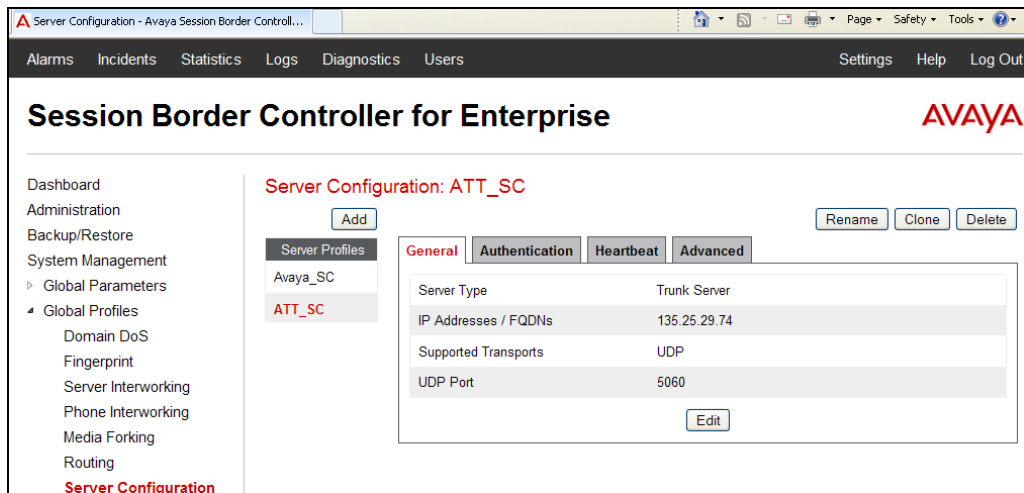 Server Configuration - Avaya Session Border Controll...
Page Safety Tools
Alarms Incidents Statistics Logs Diagnostics Users Settings Help Log Out
Session Border Controller for Enterprise
AVAYA
Dashboard
Administration
Backup/Restore
System Management
Global Parameters
Global Profiles
Domain DoS
Fingerprint
Server Interworking
Phone Interworking
Media Forking
Routing
Server Configuration
Server Configuration: ATT_SC
Add
Rename Clone Delete
Server Profiles
Avaya_SC
ATT_SC
General Authentication Heartbeat Advanced
Server Type Trunk Server
IP Addresses / FQDNs 135.25.29.74
Supported Transports UDP
UDP Port 5060
Edit